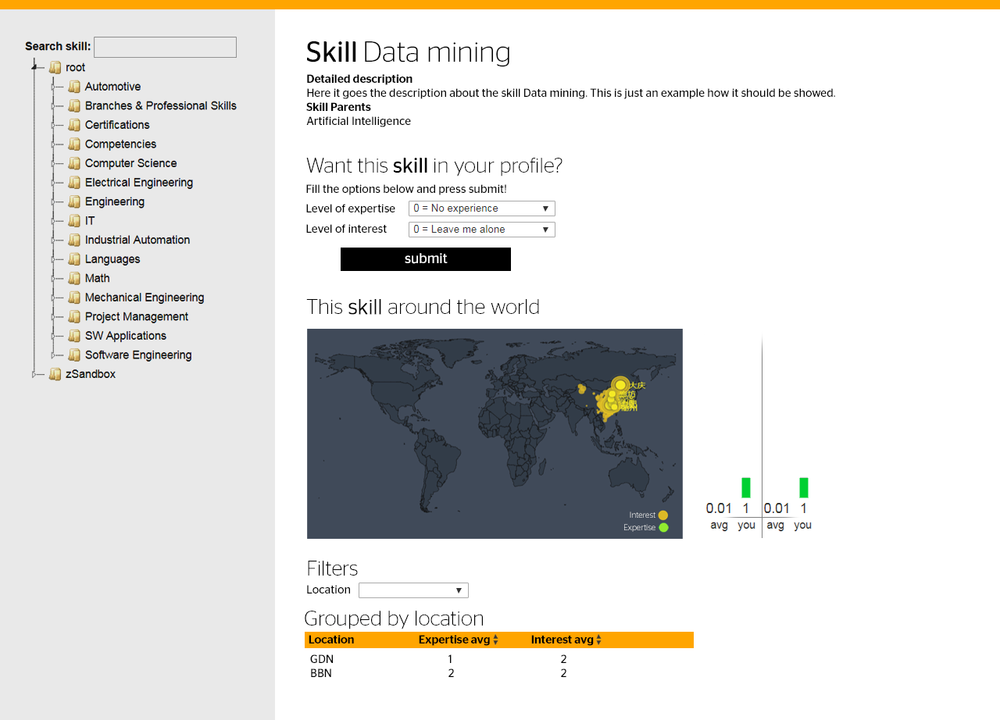 Search skill:
root
Automotive
Branches & Professional Skills
Certifications
Competencies
Computer Science
Electrical Engineering
Engineering
IT
Industrial Automation
Languages
Math
Mechanical Engineering
Project Management
SW Applications
Software Engineering
zSandbox
Skill Data mining
Detailed description
Here it goes the description about the skill Data mining. This is just an example how it should be showed.
Skill Parents
Artificial Intelligence
Want this skill in your profile?
Fill the options below and press submit!
Level of expertise 0 = No experience
Level of interest 0 = Leave me alone
submit
This skill around the world
大庆
Interest
Expertise
0.01 1 0.01 1
avg you avg you
Filters
Location
Grouped by location
Location Expertise avg Interest avg
GDN 1 2
BBN 2 2